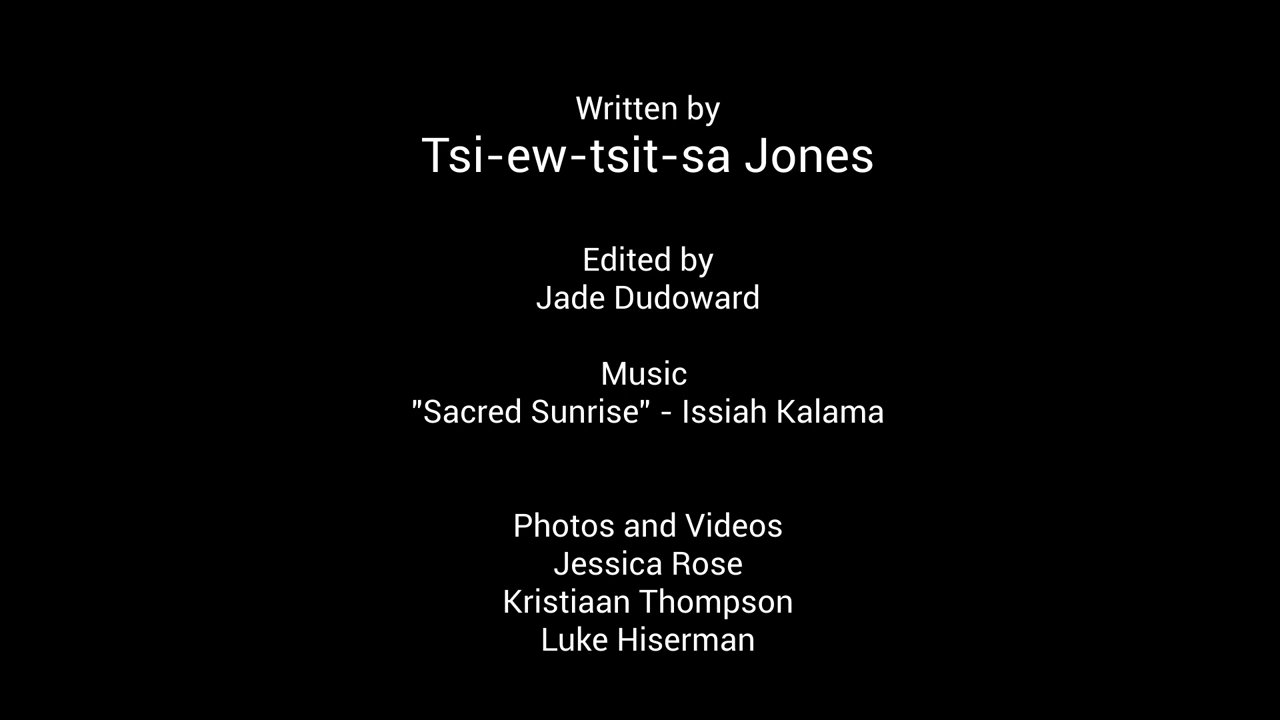 Written by
Tsi-ew-tsit-sa Jones
Edited by
Jade Dudoward
Music
"Sacred Sunrise" - Issiah Kalama
Photos and Videos
Jessica Rose
Kristiaan Thompson
Luke Hiserman